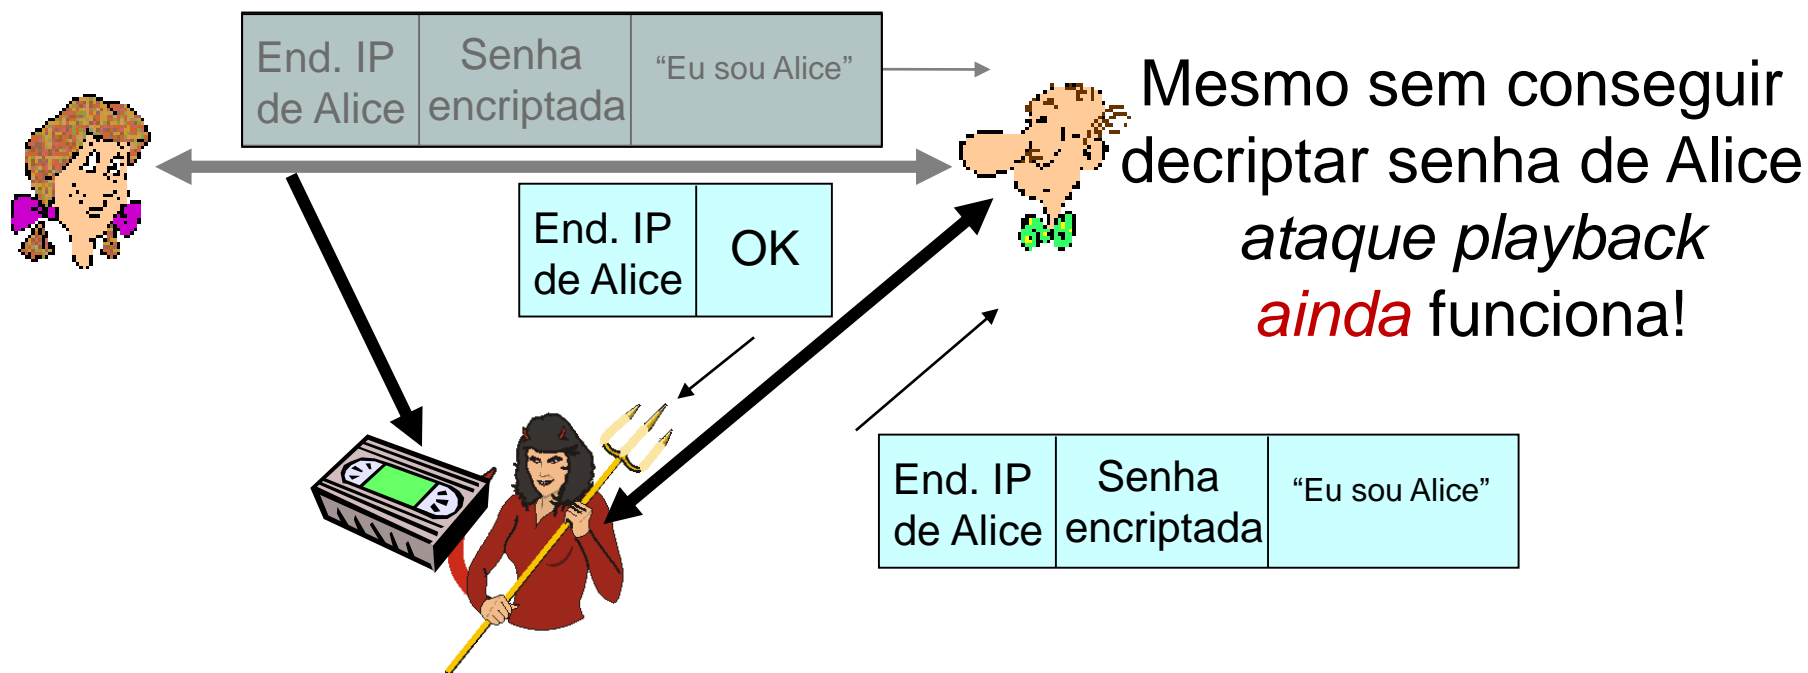 End. IP
de Alice
Senha
encriptada
“Eu sou Alice”
Mesmo sem conseguir
decriptar senha de Alice
ataque playback
ainda funciona!
End. IP
de Alice
OK
End. IP
de Alice
Senha
encriptada
“Eu sou Alice”